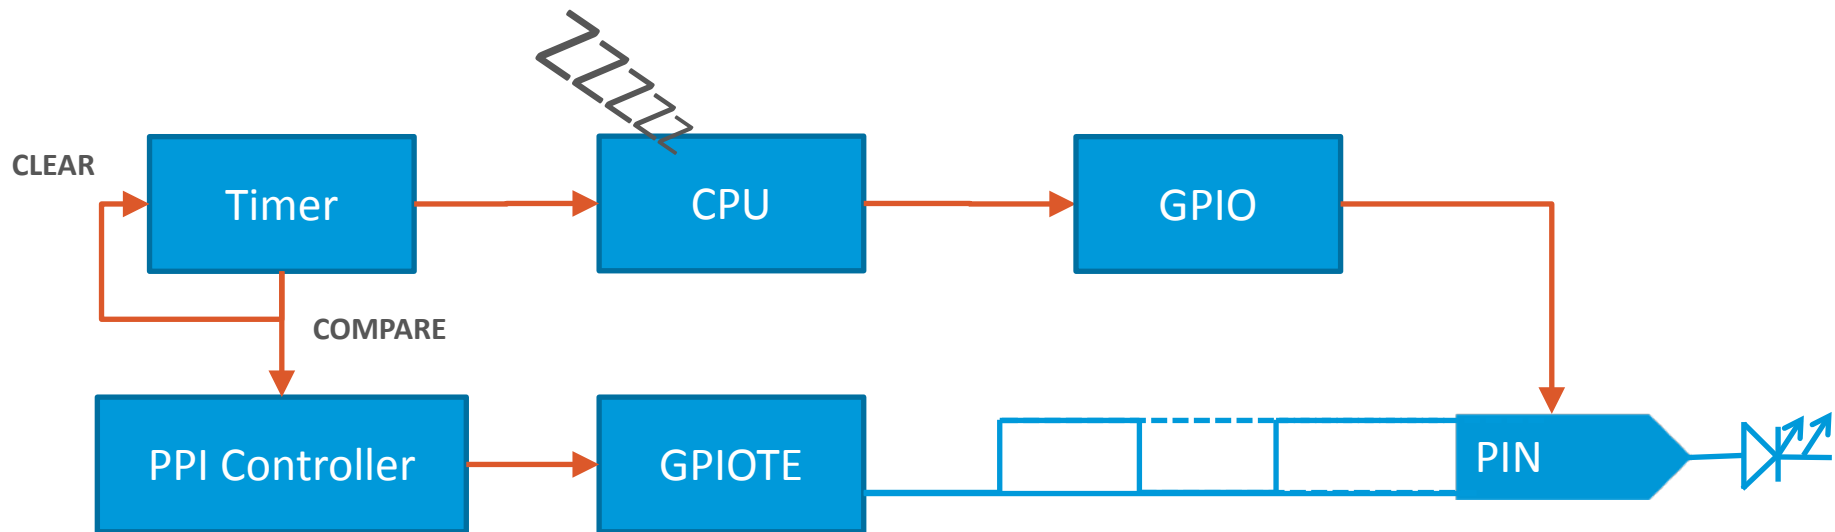 ZZZZZ
CLEAR
Timer
CPU
GPIO
COMPARE
PPI Controller
GPIOTE
PIN